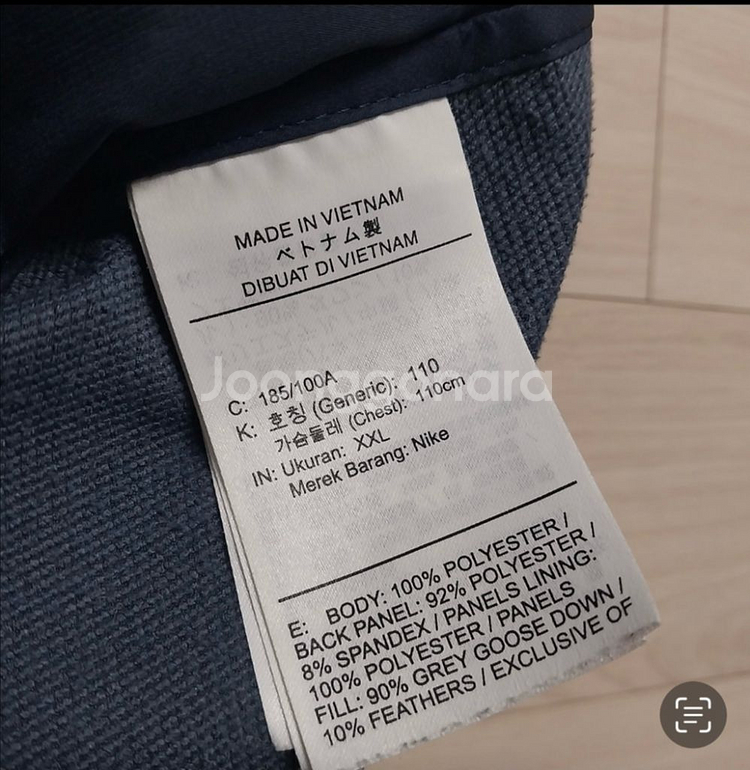 MADE IN VIETNAM
ベトナム製
DIBUAT DI VIETNAM
Joonggonara
C: 185/100A
K: 호칭 (Generic): 110
가슴둘레 (Chest): 110cm
IN: Ukuran: XXL
Merek Barang: Nike
E: BODY: 100% POLYESTER /
BACK PANEL: 92% POLYESTER /
8% SPANDEX / PANELS LINING:
100% POLYESTER / PANELS
FILL: 90% GREY GOOSE DOWN /
10% FEATHERS / EXCLUSIVE OF